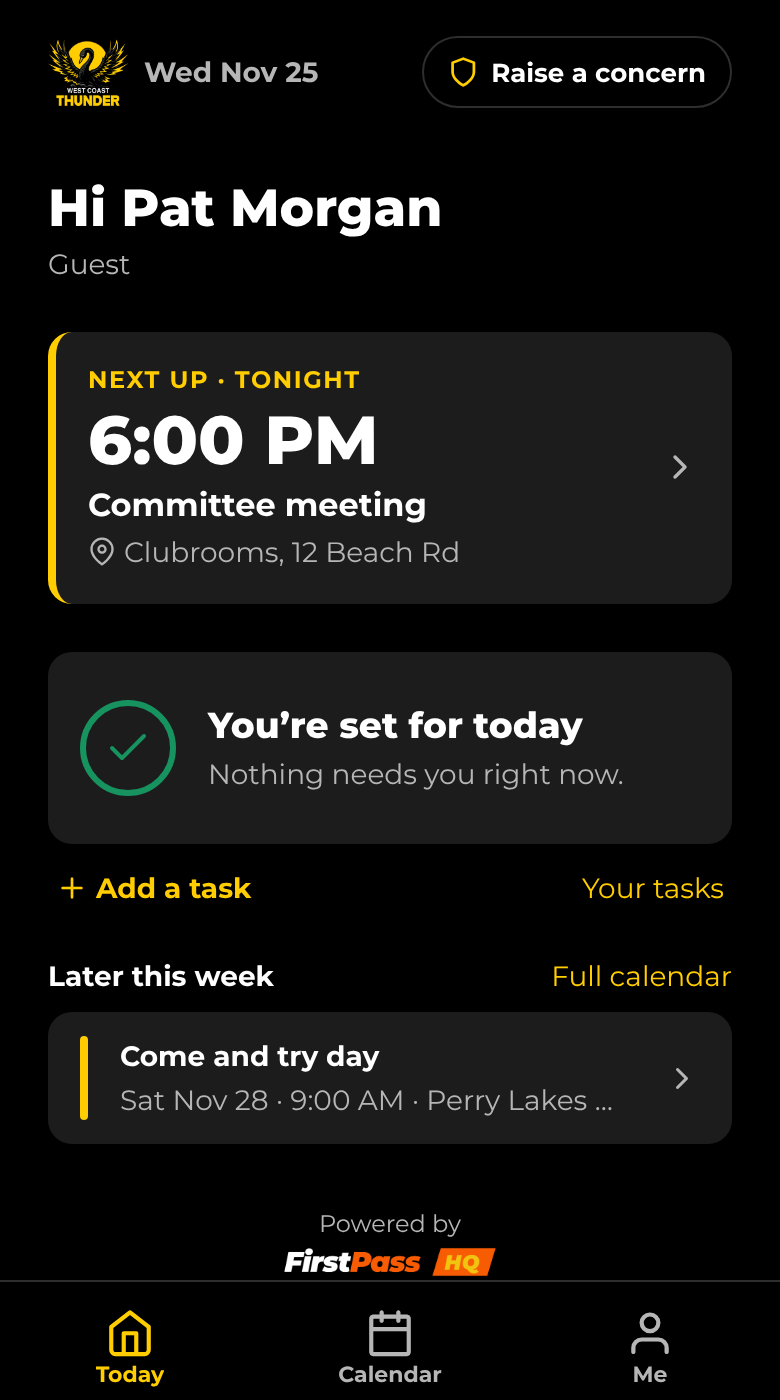 WEST COAST
THUNDER
Wed Nov 25
Raise a concern
Hi Pat Morgan
Guest
NEXT UP · TONIGHT
6:00 PM
Committee meeting
Clubrooms, 12 Beach Rd
You’re set for today
Nothing needs you right now.
Add a task
Your tasks
Later this week
Full calendar
Come and try day
Sat Nov 28 · 9:00 AM · Perry Lakes ...
Powered by
FirstPass HQ
Today
Calendar
Me